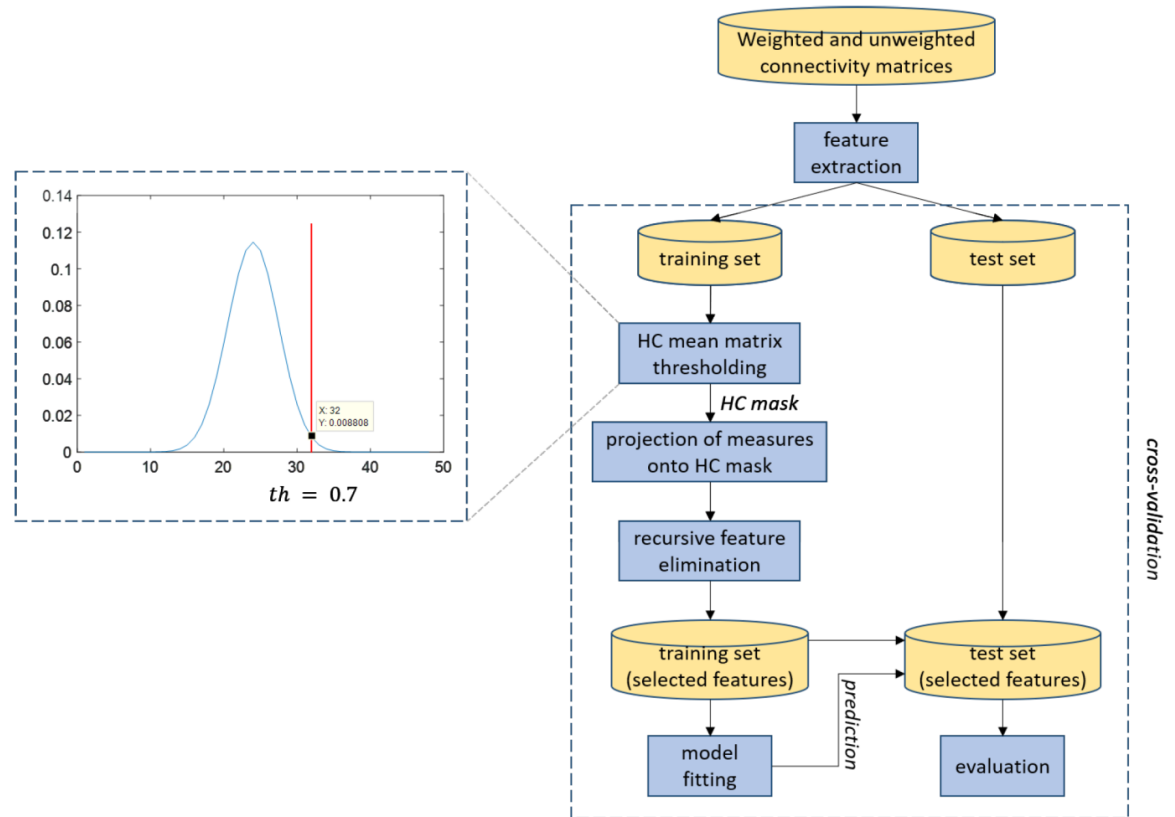 Weighted and unweighted
connectivity matrices
feature
extraction
training set
test set
HC mean matrix
thresholding
HC mask
projection of measures
onto HC mask
recursive feature
elimination
training set
(selected features)
test set
(selected features)
prediction
model
fitting
evaluation
cross-validation
0.14
0.12
0.1
0.08
0.06
0.04
0.02
0
X: 32
Y: 0.008808
0 10 20 30 40 50
th = 0.7